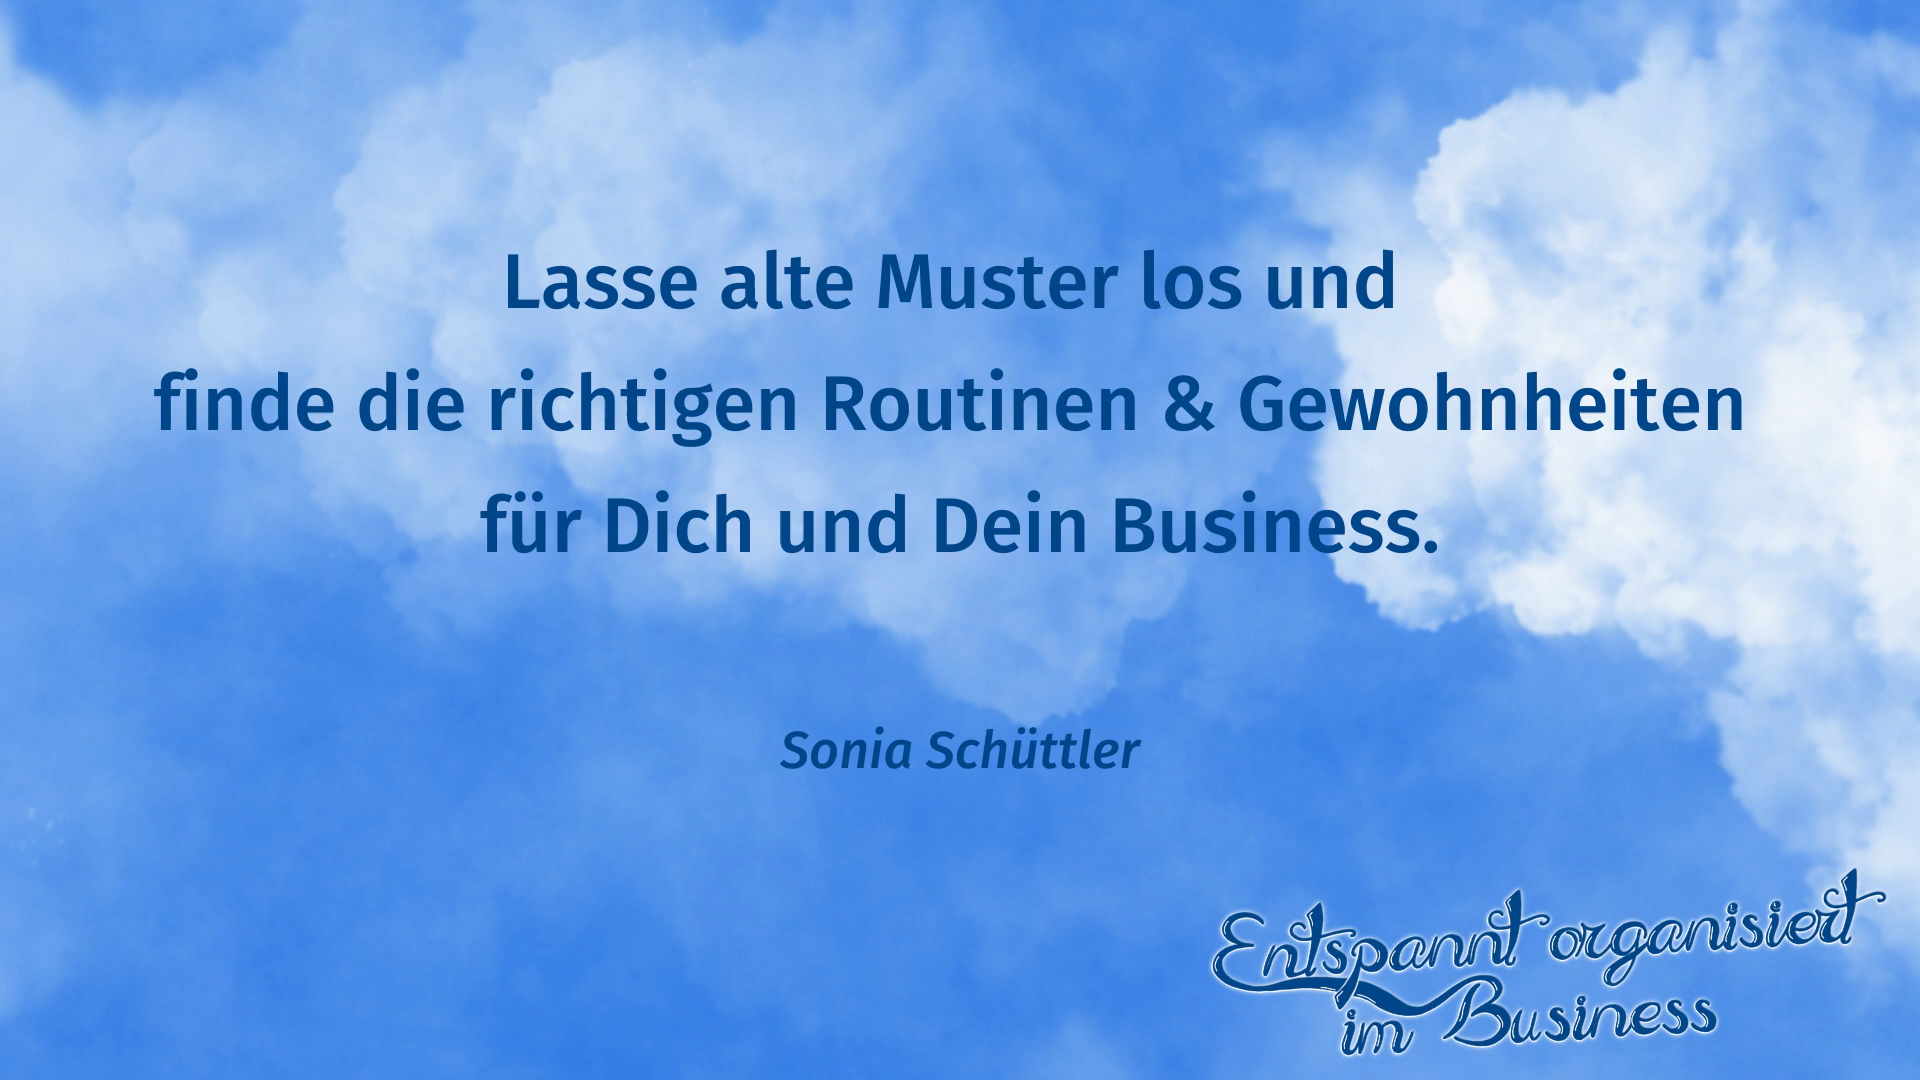 Lasse alte Muster los und
finde die richtigen Routinen & Gewohnheiten
für Dich und Dein Business.
Sonia Schüttler
Entspannt organisiert
im Business